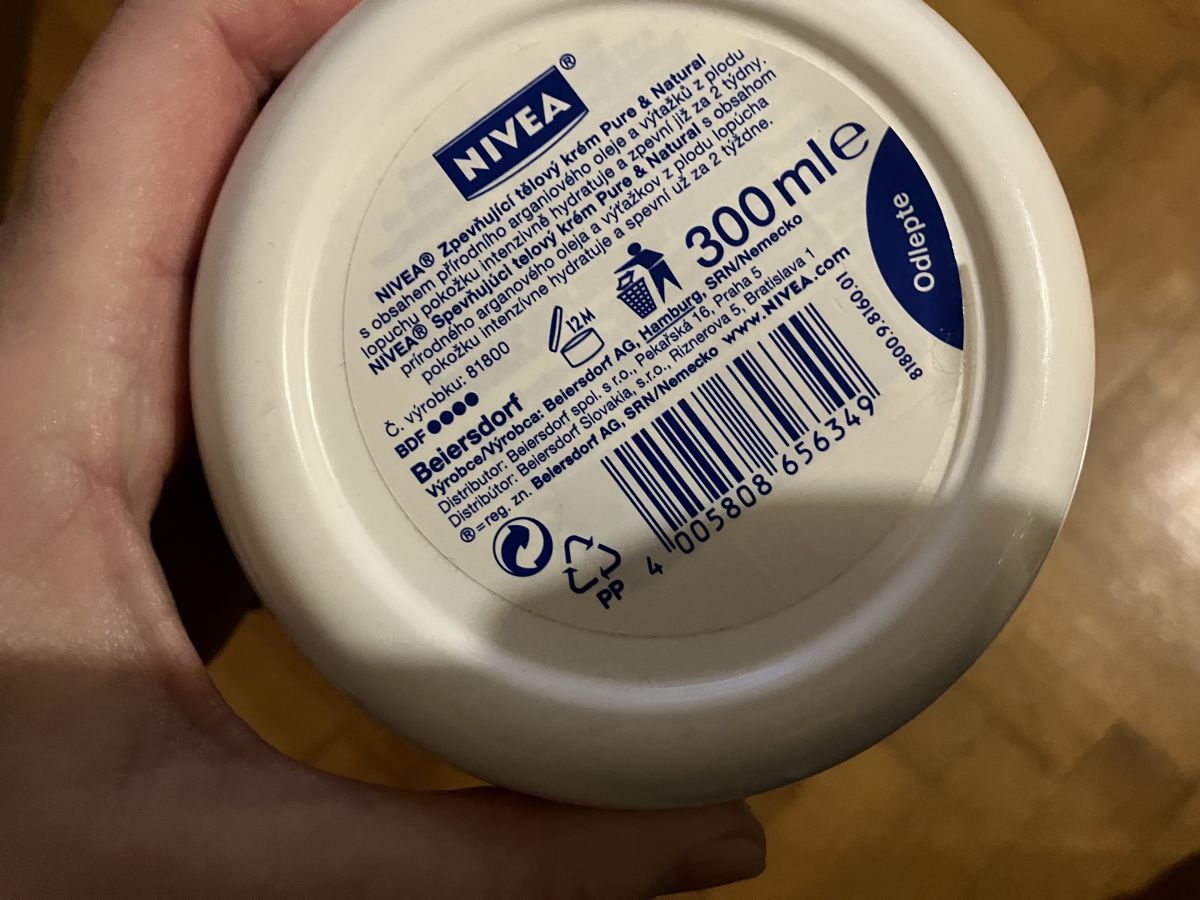 NIVEA®
NIVEA® Zpevňující tělový krém Pure & Natural
s obsahem přírodního arganiového oleje a výtažků z plodu
lopuchu pokožku intenzivně hydratuje a zpevní již za 2 týdny.
NIVEA® Spevňujúci telový krém Pure & Natural s obsahom
prírodného arganového oleja a výťažkov z plodu lopúcha
pokožku intenzívne hydratuje a spevní už za 2 týždne.
Č. výrobku: 81800
12M
300 ml e
BDF
Beiersdorf
Výrobce/Výrobca: Beiersdorf AG, Hamburg, SRN/Nemecko
Distributor: Beiersdorf spol. s r.o., Pekařská 16, Praha 5
Distribútor: Beiersdorf Slovakia, s.r.o., Riznerova 5, Bratislava 1
®=reg. zn. Beiersdorf AG, SRN/Nemecko www.NIVEA.com
4 005808 656349
PP
81800.9.8160.01
Odlepte